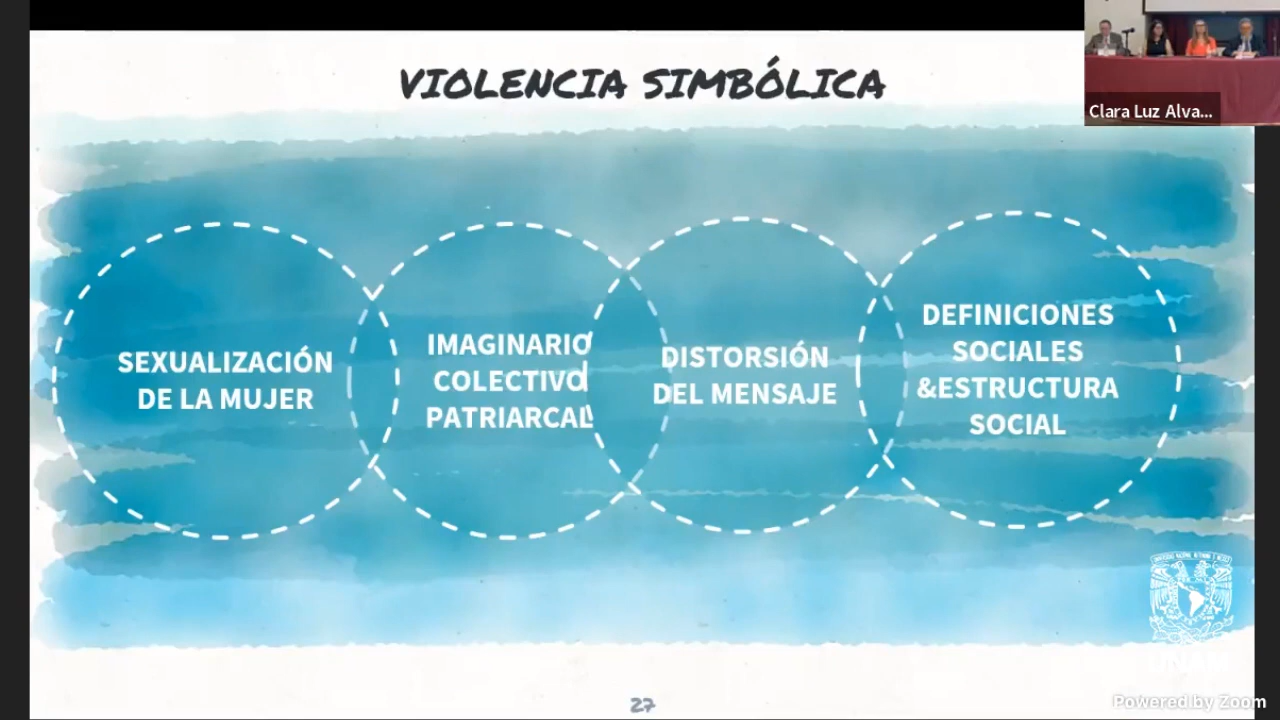 VIOLENCIA SIMBÓLICA
Clara Luz Alva...
SEXUALIZACIÓN
DE LA MUJER
IMAGINARIO
COLECTIVO
PATRIARCAL
DISTORSIÓN
DEL MENSAJE
DEFINICIONES
SOCIALES
&ESTRUCTURA
SOCIAL
27
Powered by Zoom